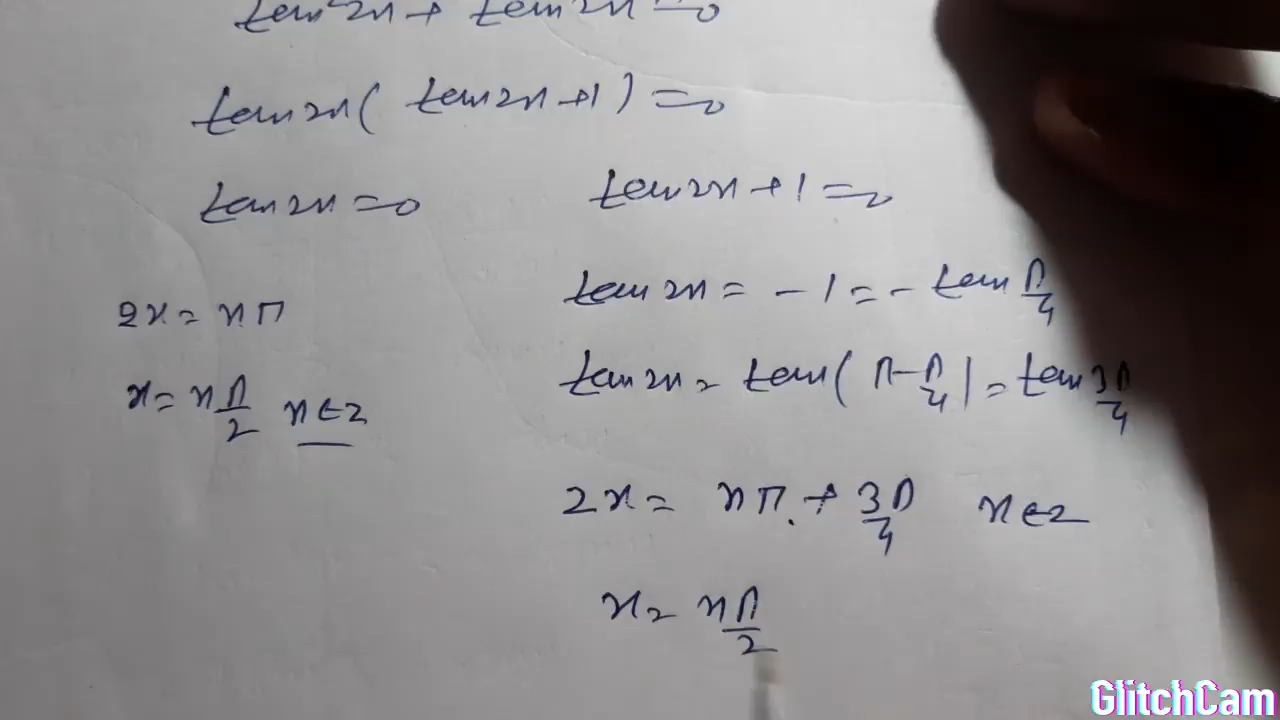 tan²2x + tan2x = 0
tan2x ( tan2x + 1 ) = 0
tan2x = 0
tan2x + 1 = 0
2x = nπ
tan2x = -1 = - tan π/4
x = nπ/2 n∈z
tan2x = tan( π - π/4 ) = tan 3π/4
2x = nπ + 3π/4 n∈z
x = nπ/2
GlitchCam